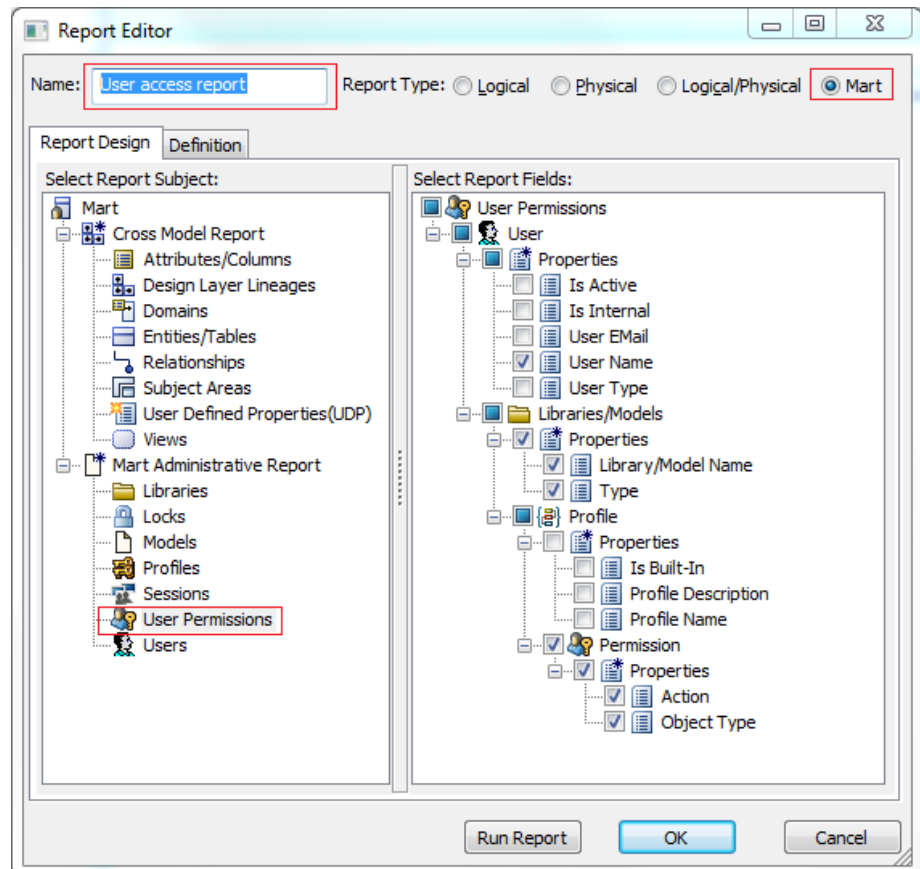 Report Editor
Name: User access report Report Type: Logical Physical Logical/Physical Mart
Report Design Definition
Select Report Subject:
Mart
Cross Model Report
Attributes/Columns
Design Layer Lineages
Domains
Entities/Tables
Relationships
Subject Areas
User Defined Properties(UDP)
Views
Mart Administrative Report
Libraries
Locks
Models
Profiles
Sessions
User Permissions
Users
Select Report Fields:
User Permissions
User
Properties
Is Active
Is Internal
User EMail
User Name
User Type
Libraries/Models
Properties
Library/Model Name
Type
Profile
Properties
Is Built-In
Profile Description
Profile Name
Permission
Properties
Action
Object Type
Run Report OK Cancel